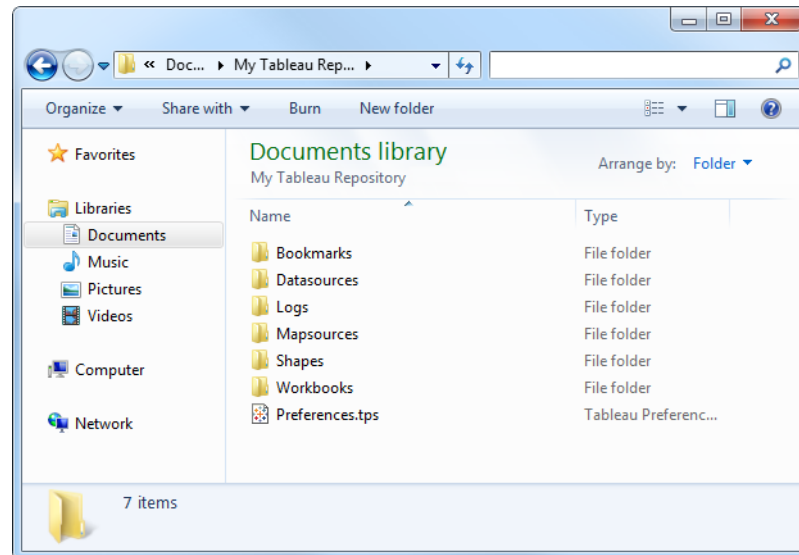 « Doc... ▸ My Tableau Rep... ▸
Organize ▾ Share with ▾ Burn New folder
Favorites
Libraries
Documents
Music
Pictures
Videos
Computer
Network
Documents library
My Tableau Repository
Arrange by: Folder ▾
Name Type
Bookmarks File folder
Datasources File folder
Logs File folder
Mapsources File folder
Shapes File folder
Workbooks File folder
Preferences.tps Tableau Preferenc...
7 items